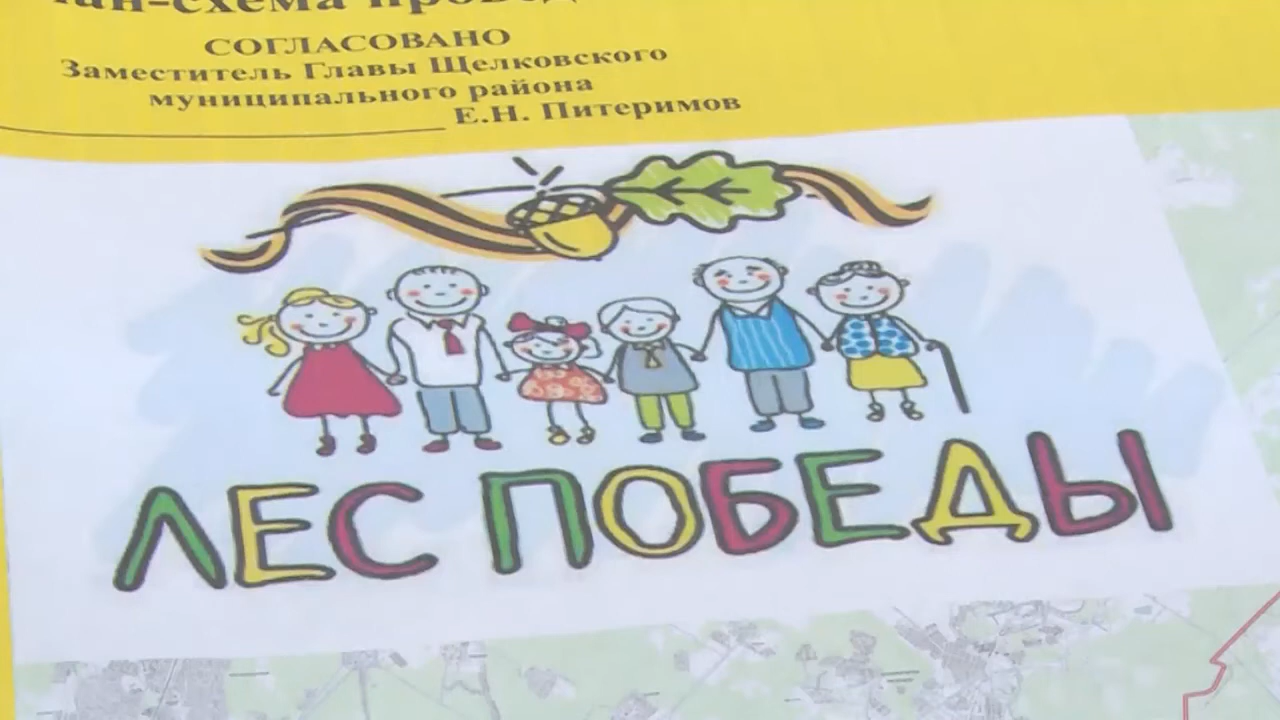 СОГЛАСОВАНО
Заместитель Главы Щелковского
муниципального района
Е.Н. Питеримов
ЛЕС ПОБЕДЫ